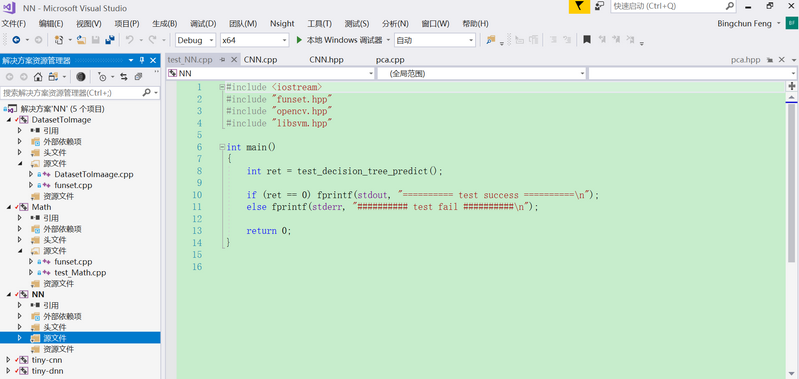 NN - Microsoft Visual Studio
快速启动 (Ctrl+Q)
文件(F) 编辑(E) 视图(V) 项目(P) 生成(B) 调试(D) 团队(M) Nsight 工具(T) 测试(S) 分析(N) 窗口(W) 帮助(H)
Bingchun Feng
BF
Debug x64 本地 Windows 调试器 自动
解决方案资源管理器
搜索解决方案资源管理器(Ctrl+;)
解决方案'NN' (5 个项目)
DatasetToImage
引用
外部依赖项
头文件
源文件
DatasetToImaage.cpp
funset.cpp
资源文件
Math
引用
外部依赖项
头文件
源文件
funset.cpp
test_Math.cpp
资源文件
NN
引用
外部依赖项
头文件
源文件
资源文件
tiny-cnn
tiny-dnn
test_NN.cpp CNN.cpp CNN.hpp pca.cpp pca.hpp
NN (全局范围)
1 #include <iostream>
2 #include "funset.hpp"
3 #include "opencv.hpp"
4 #include "libsvm.hpp"
5
6 int main()
7 {
8 int ret = test_decision_tree_predict();
9
10 if (ret == 0) fprintf(stdout, "========== test success ==========\n");
11 else fprintf(stderr, "########## test fail ##########\n");
12
13 return 0;
14 }
15
16